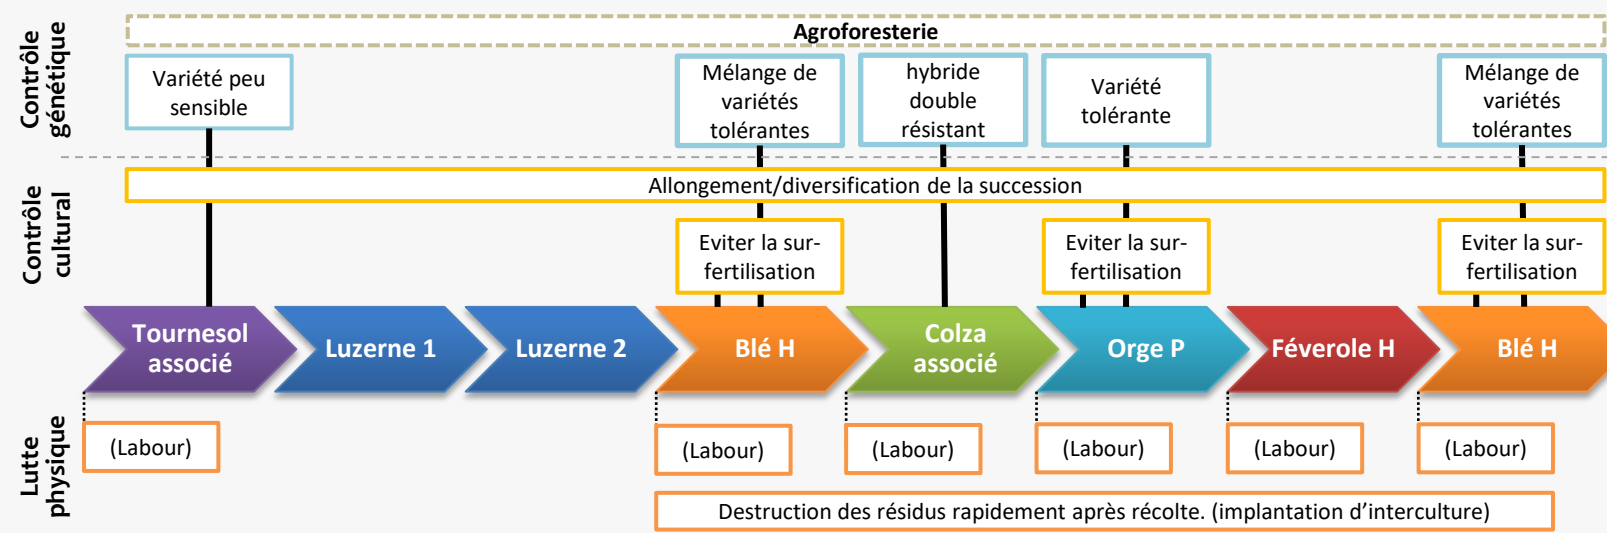 Contrôle
génétique
Agroforesterie
Variété peu
sensible
Mélange de
variétés
tolérantes
hybride
double
résistant
Variété
tolérante
Mélange de
variétés
tolérantes
Contrôle
cultural
Allongement/diversification de la succession
Eviter la sur-
fertilisation
Eviter la sur-
fertilisation
Eviter la sur-
fertilisation
Tournesol
associé
Luzerne 1
Luzerne 2
Blé H
Colza
associé
Orge P
Féverole H
Blé H
Lutte
physique
(Labour)
(Labour)
(Labour)
(Labour)
(Labour)
(Labour)
Destruction des résidus rapidement après récolte. (implantation d’interculture)